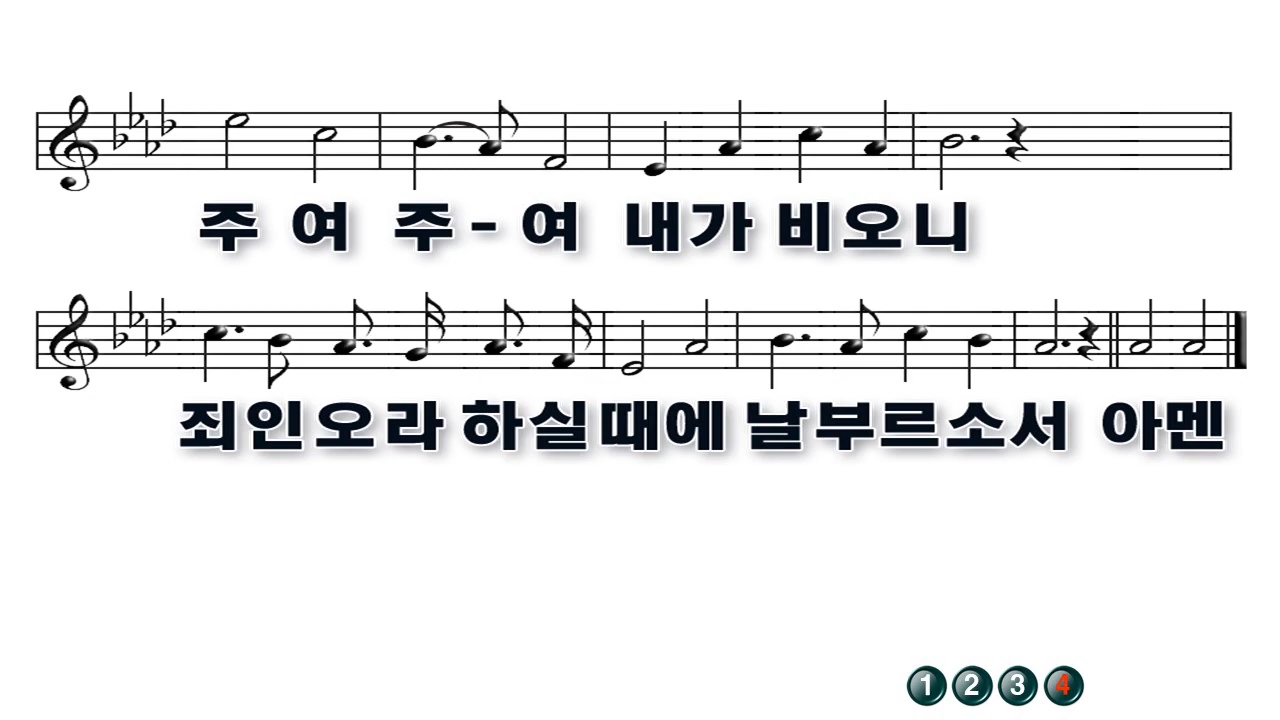 주 여 주 - 여 내가 비오니
죄인오라 하실때에 날부르소서 아멘
1 2 3 4